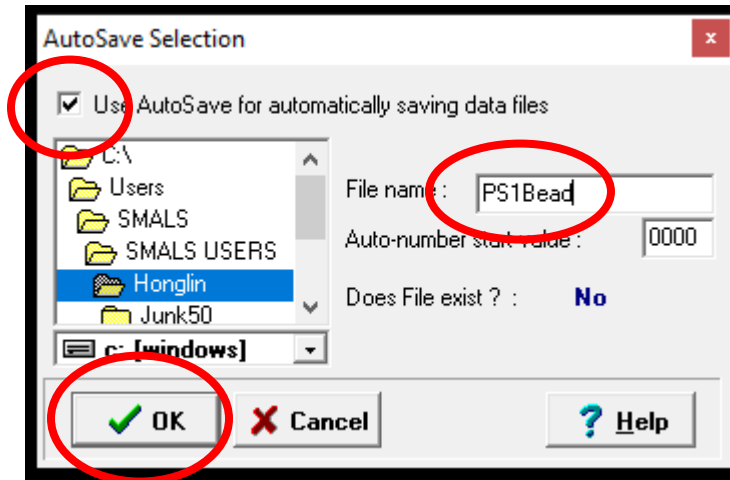 AutoSave Selection
x
Use AutoSave for automatically saving data files
C:\
Users
SMALS
SMALS USERS
Honglin
Junk50
c: [windows]
File name :
PS1Bead
Auto-number start value :
0000
Does File exist ? :
No
OK
Cancel
? Help